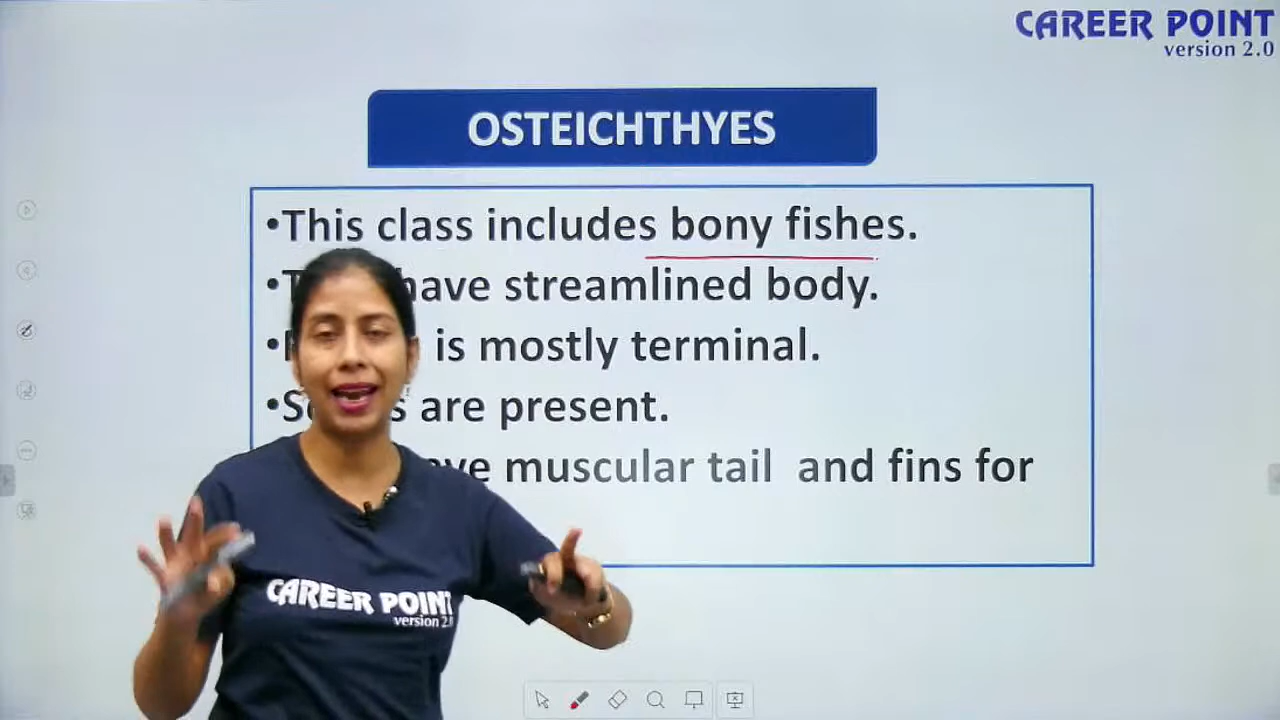 CAREER POINT
version 2.0
OSTEICHTHYES
•This class includes bony fishes.
• have streamlined body.
• is mostly terminal.
• are present.
muscular tail and fins for
CAREER POINT
version 2.0